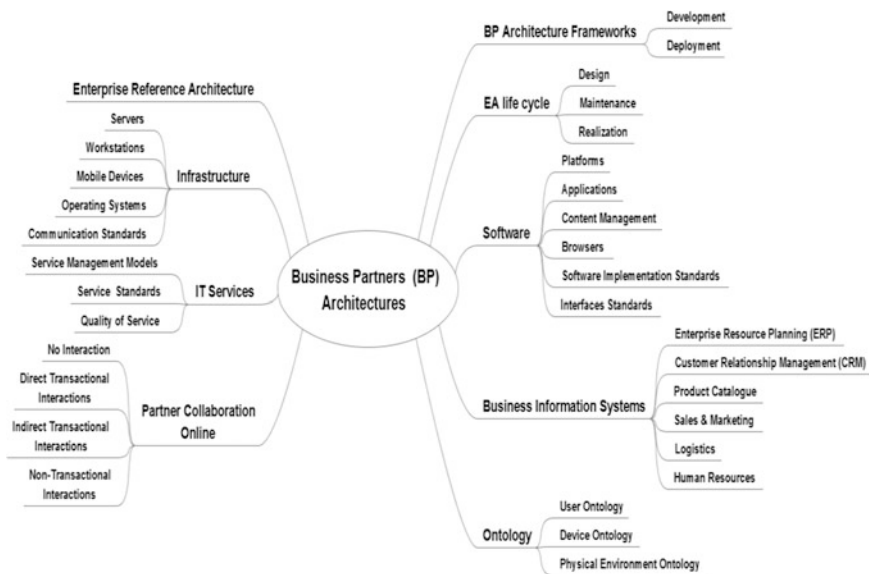 Business Partners (BP)
Architectures
Enterprise Reference Architecture
Infrastructure
Servers
Workstations
Mobile Devices
Operating Systems
Communication Standards
IT Services
Service Management Models
Service Standards
Quality of Service
Partner Collaboration
Online
No Interaction
Direct Transactional
Interactions
Indirect Transactional
Interactions
Non-Transactional
Interactions
BP Architecture Frameworks
Development
Deployment
EA life cycle
Design
Maintenance
Realization
Software
Platforms
Applications
Content Management
Browsers
Software Implementation Standards
Interfaces Standards
Business Information Systems
Enterprise Resource Planning (ERP)
Customer Relationship Management (CRM)
Product Catalogue
Sales & Marketing
Logistics
Human Resources
Ontology
User Ontology
Device Ontology
Physical Environment Ontology